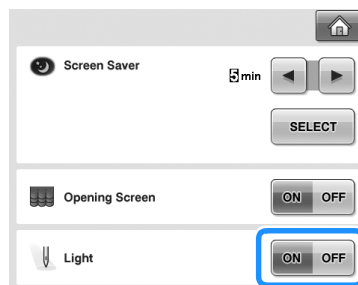 Screen Saver
5 min
SELECT
Opening Screen
ON OFF
Light
ON OFF